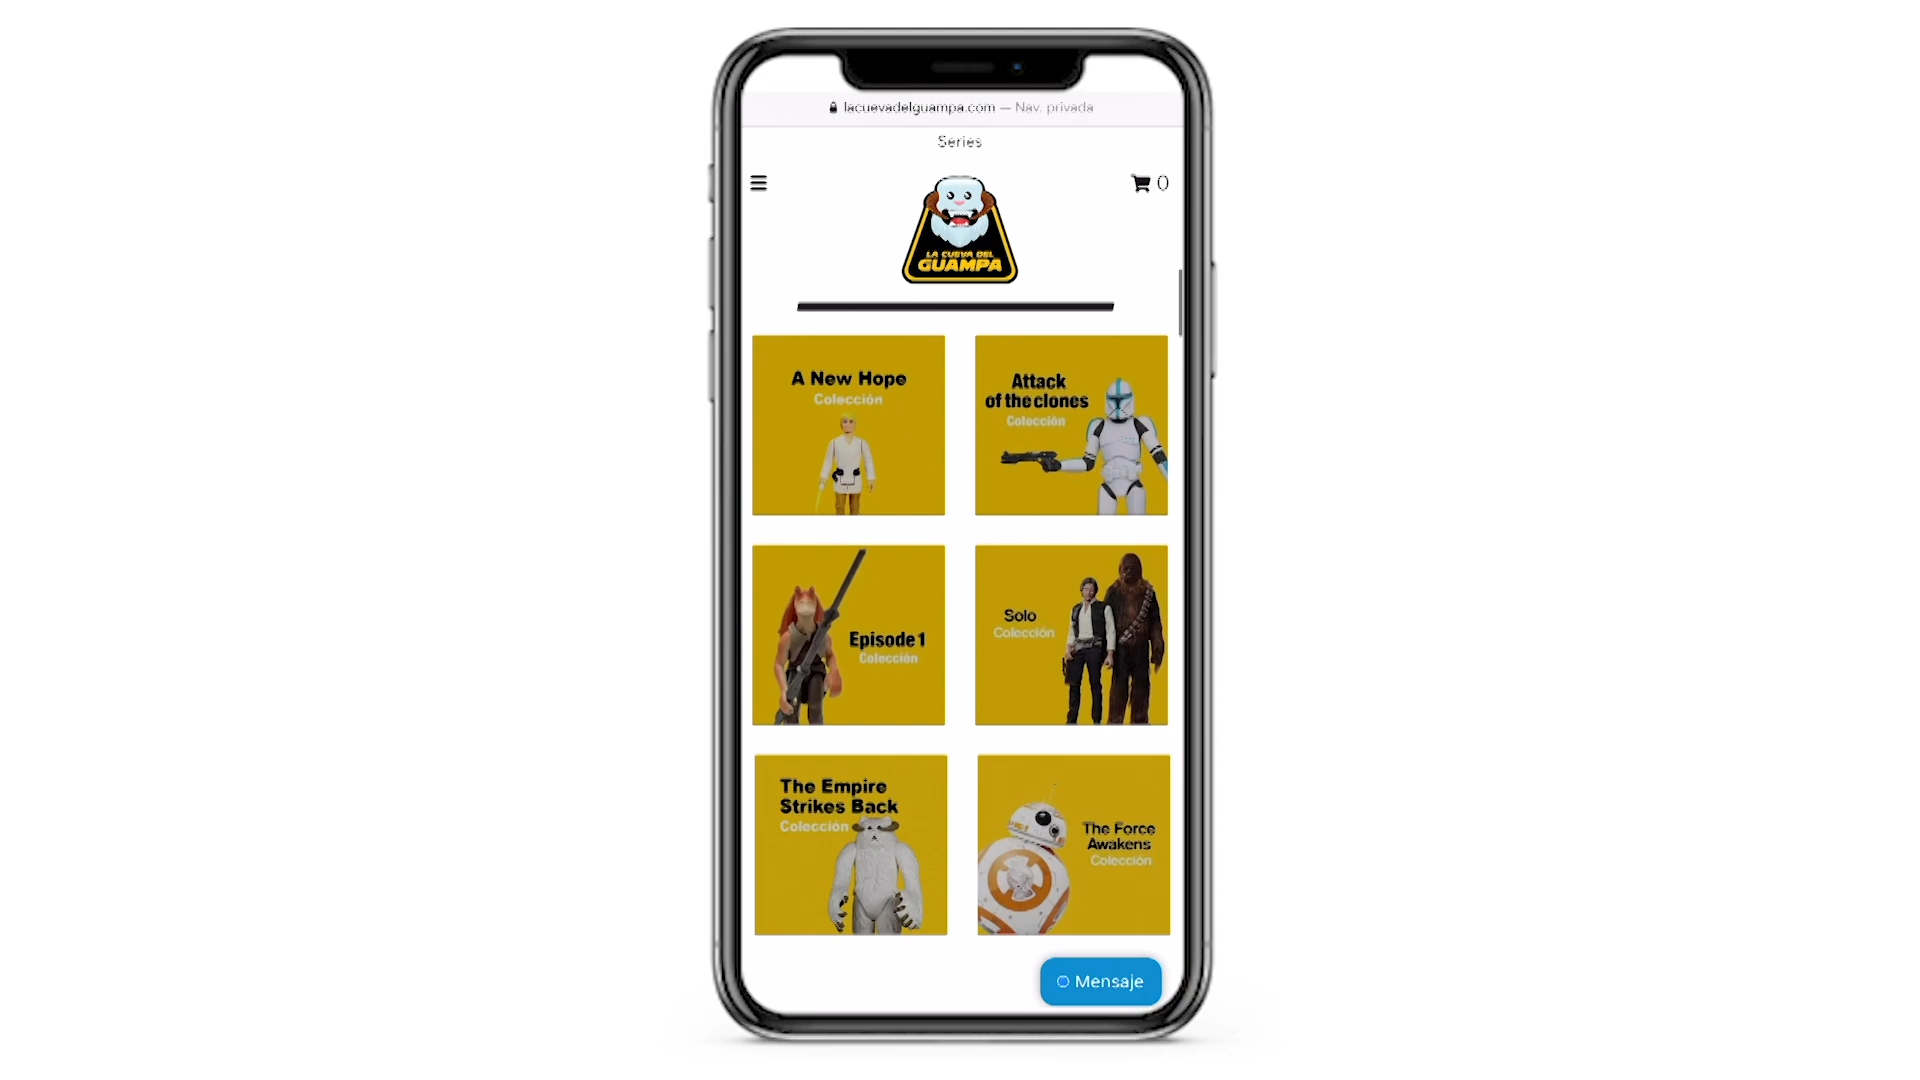 lacuevadelguampa.com — Nav. privada
Series
0
LA CUEVA DEL
GUAMPA
A New Hope
Colección
Attack
of the clones
Colección
Episode 1
Colección
Solo
Colección
The Empire
Strikes Back
Colección
The Force
Awakens
Colección
Mensaje